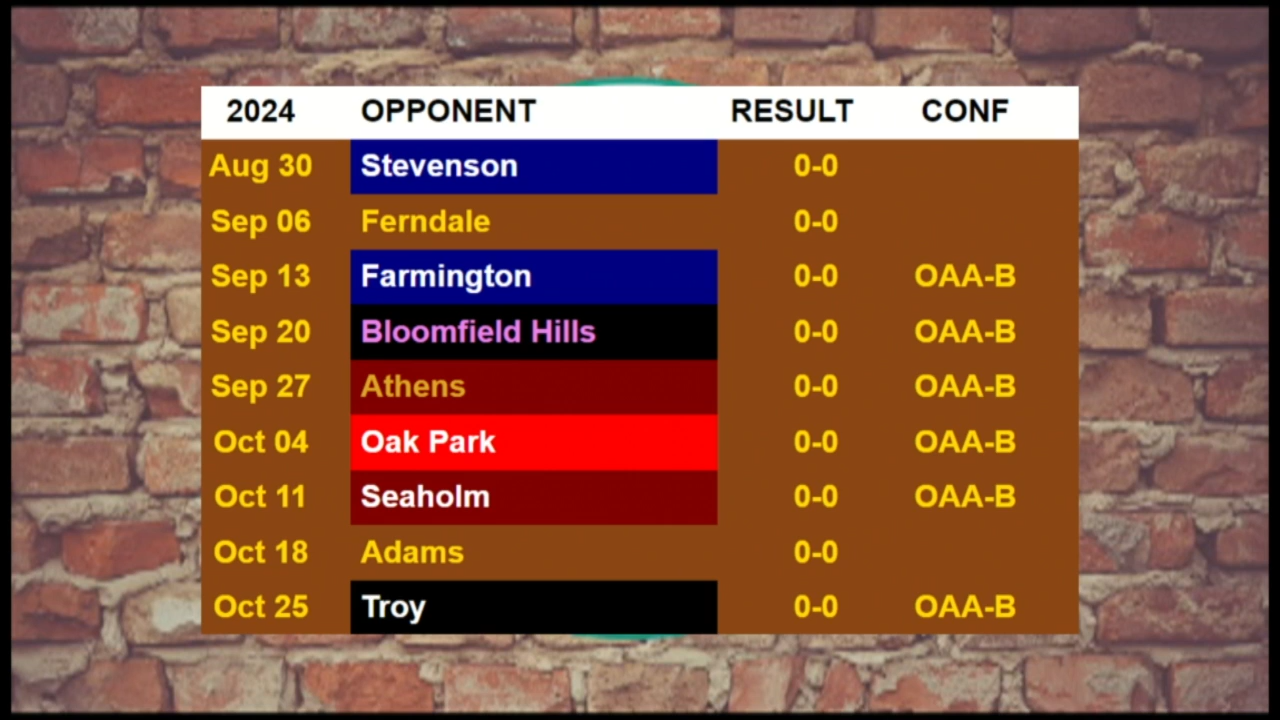 2024 OPPONENT RESULT CONF
Aug 30 Stevenson 0-0
Sep 06 Ferndale 0-0
Sep 13 Farmington 0-0 OAA-B
Sep 20 Bloomfield Hills 0-0 OAA-B
Sep 27 Athens 0-0 OAA-B
Oct 04 Oak Park 0-0 OAA-B
Oct 11 Seaholm 0-0 OAA-B
Oct 18 Adams 0-0
Oct 25 Troy 0-0 OAA-B